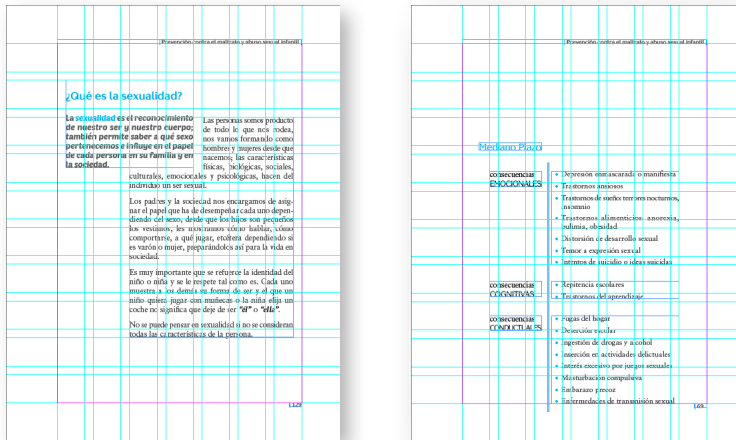 Prevención contra el maltrato y abuso sexual infantil
¿Qué es la sexualidad?
La sexualidad es el reconocimiento
de nuestro ser y nuestro cuerpo;
también permite saber a qué sexo
pertenecemos e influye en el papel
de cada persona en su familia y en
la sociedad.
Las personas somos producto
de todo lo que nos rodea,
nos vamos formando como
hombres y mujeres desde que
nacemos; las características
físicas, biológicas, sociales,
culturales, emocionales y psicológicas, hacen del
individuo un ser sexual.
Los padres y la sociedad nos encargamos de asig-
nar el papel que ha de desempeñar cada uno depen-
diendo del sexo, desde que los hijos son pequeños
los vestimos, les mostramos cómo hablar, cómo
comportarse, a qué jugar, etcétera dependiendo si
es varón o mujer, preparándolos así para la vida en
sociedad.
Es muy importante que se refuerce la identidad del
niño o niña y se le respete tal como es. Cada uno
muestra a los demás su forma de ser y el que un
niño quiera jugar con muñecas o la niña elija un
coche no significa que deje de ser "él" o "ella".
No se puede pensar en sexualidad si no se consideran
todas las características de la persona.
129
Prevención contra el maltrato y abuso sexual infantil
Mediano Plazo
consecuencias
EMOCIONALES
• Depresión enmascarada o manifiesta
• Trastornos ansiosos
• Trastornos de sueños terrores nocturnos,
insomnio
• Trastornos alimenticios: anorexia,
bulimia, obesidad
• Distorsión de desarrollo sexual
• Temor a expresión sexual
• Intentos de suicidio o ideas suicidas
consecuencias
COGNITIVAS
• Repitencia escolares
• Trastornos del aprendizaje
consecuencias
CONDUCTUALES
• Fugas del hogar
• Deserción escolar
• Ingestión de drogas y alcohol
• Inserción en actividades delictuales
• Interés excesivo por juegos sexuales
• Masturbación compulsiva
• Embarazo precoz
• Enfermedades de transmisión sexual